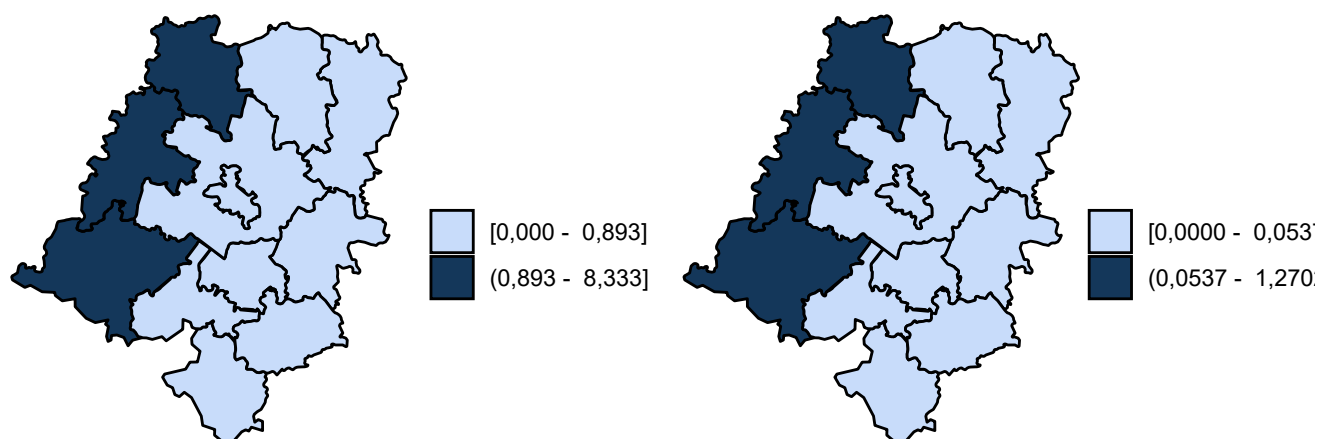 [0,000 - 0,893]
(0,893 - 8,333]
[0,0000 - 0,053
(0,0537 - 1,270